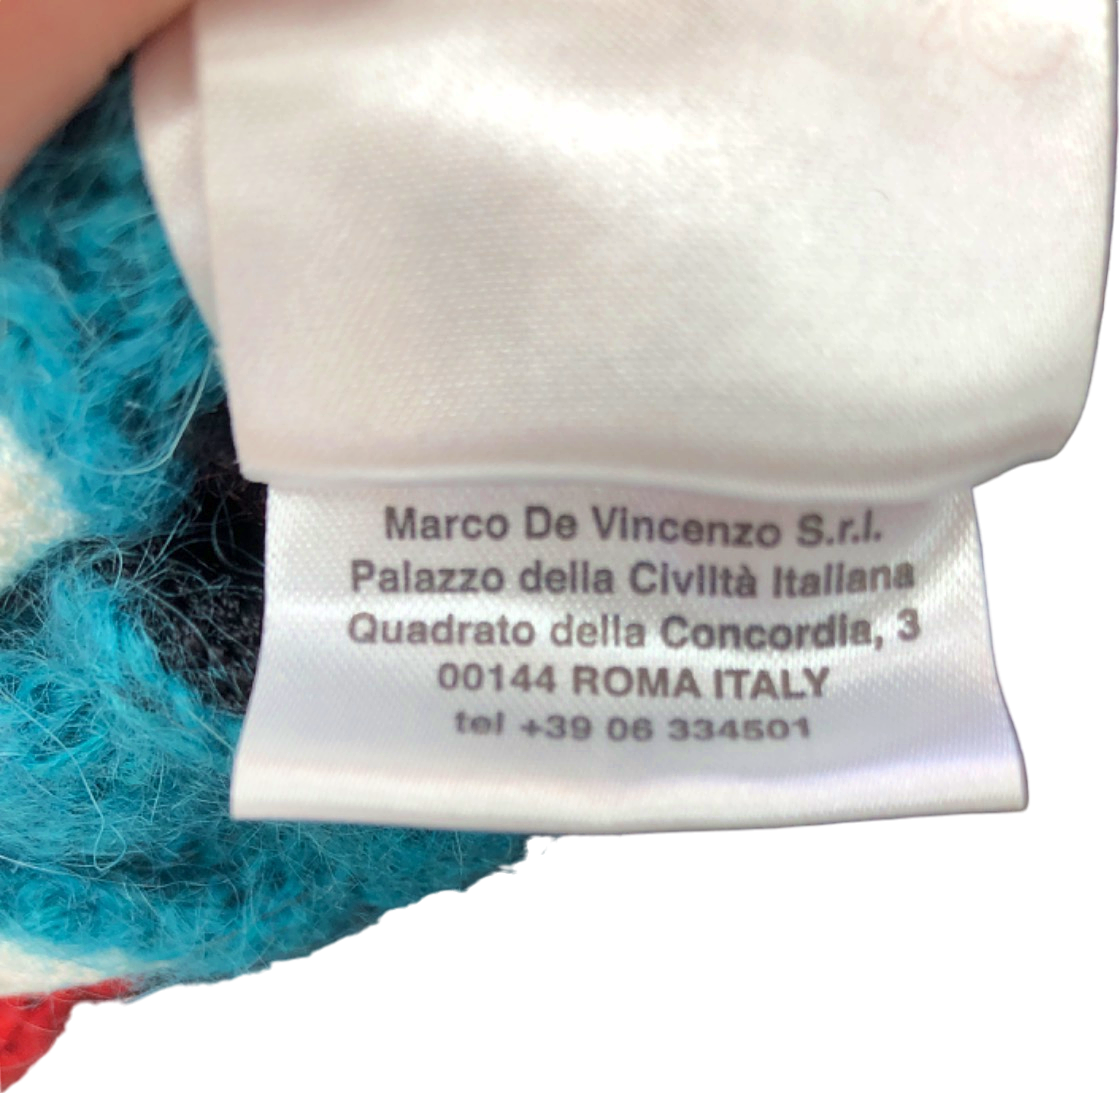 Marco De Vincenzo S.r.l.
Palazzo della Civiltà Italiana
Quadrato della Concordia, 3
00144 ROMA ITALY
tel +39 06 334501